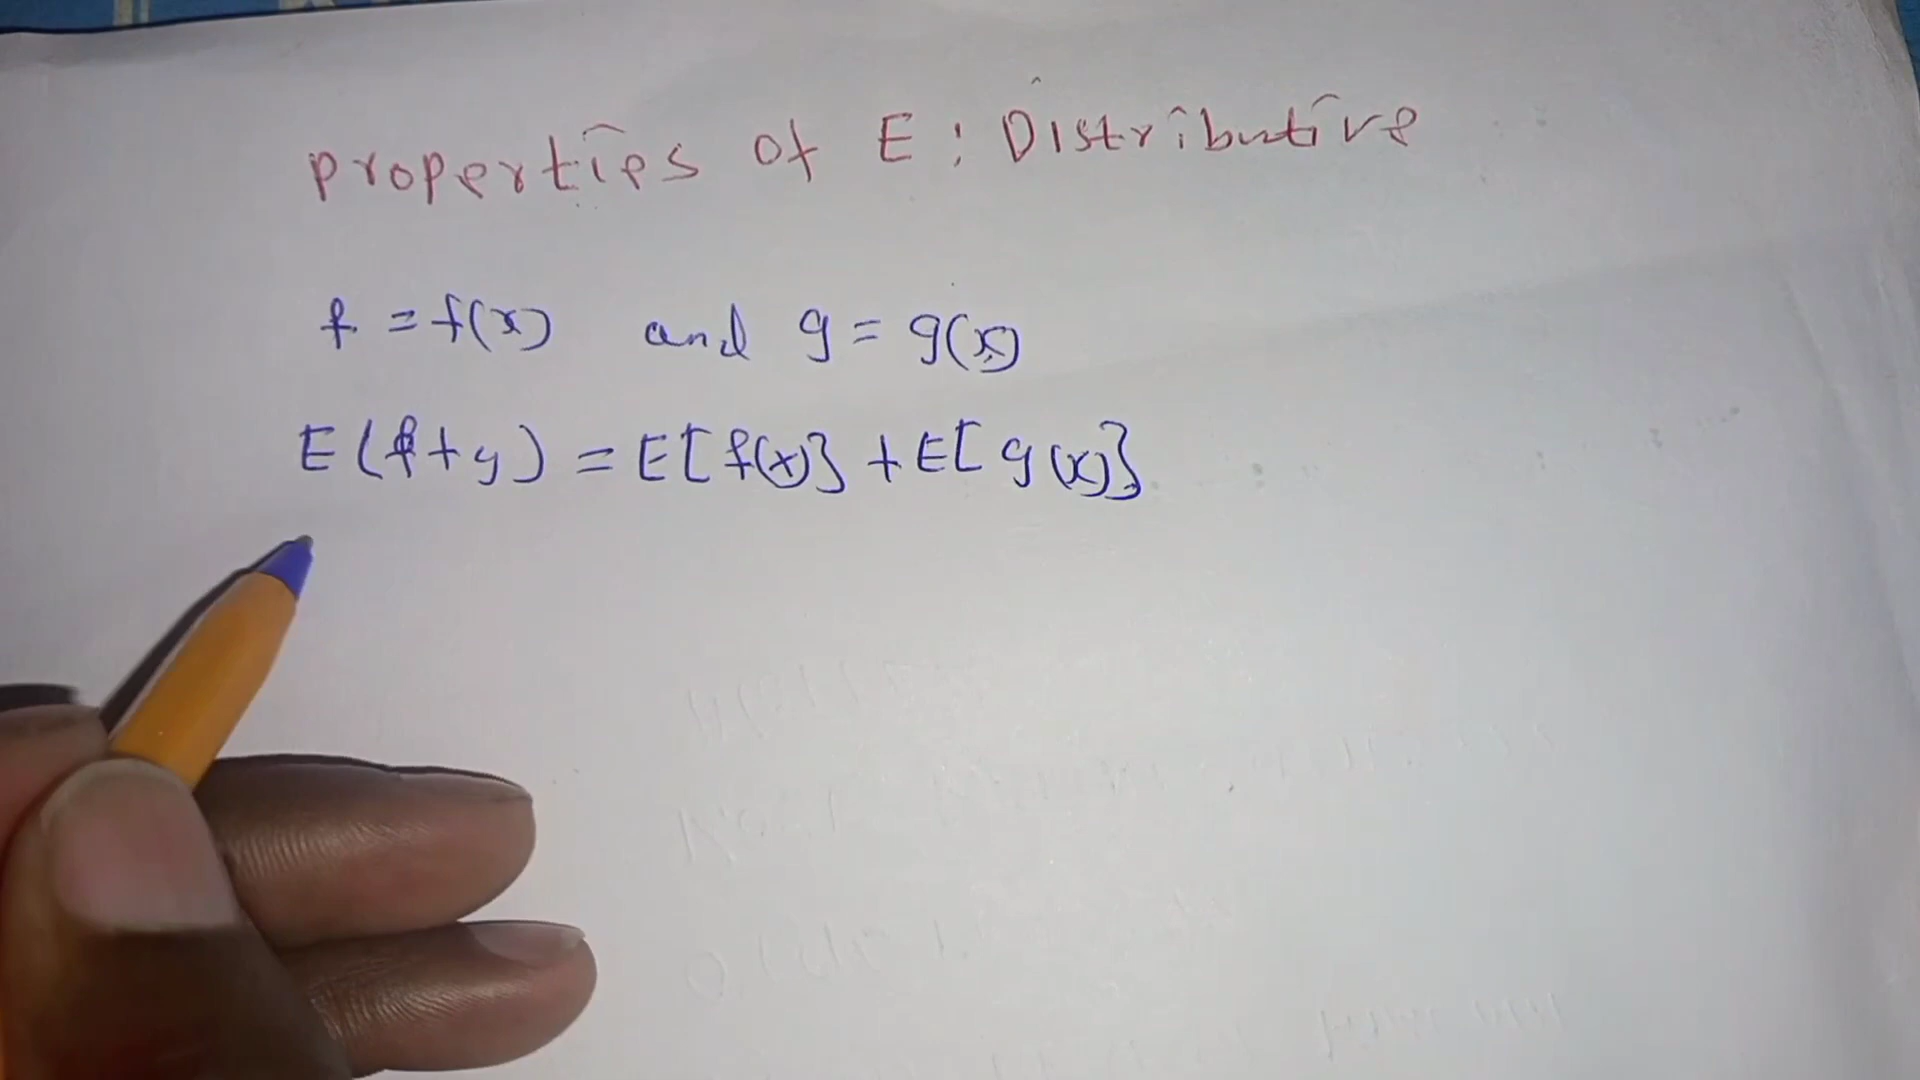 properties of E : Distributive
f = f(x) and g = g(x)
E(f+g) = E[f(x)] + E[g(x)]